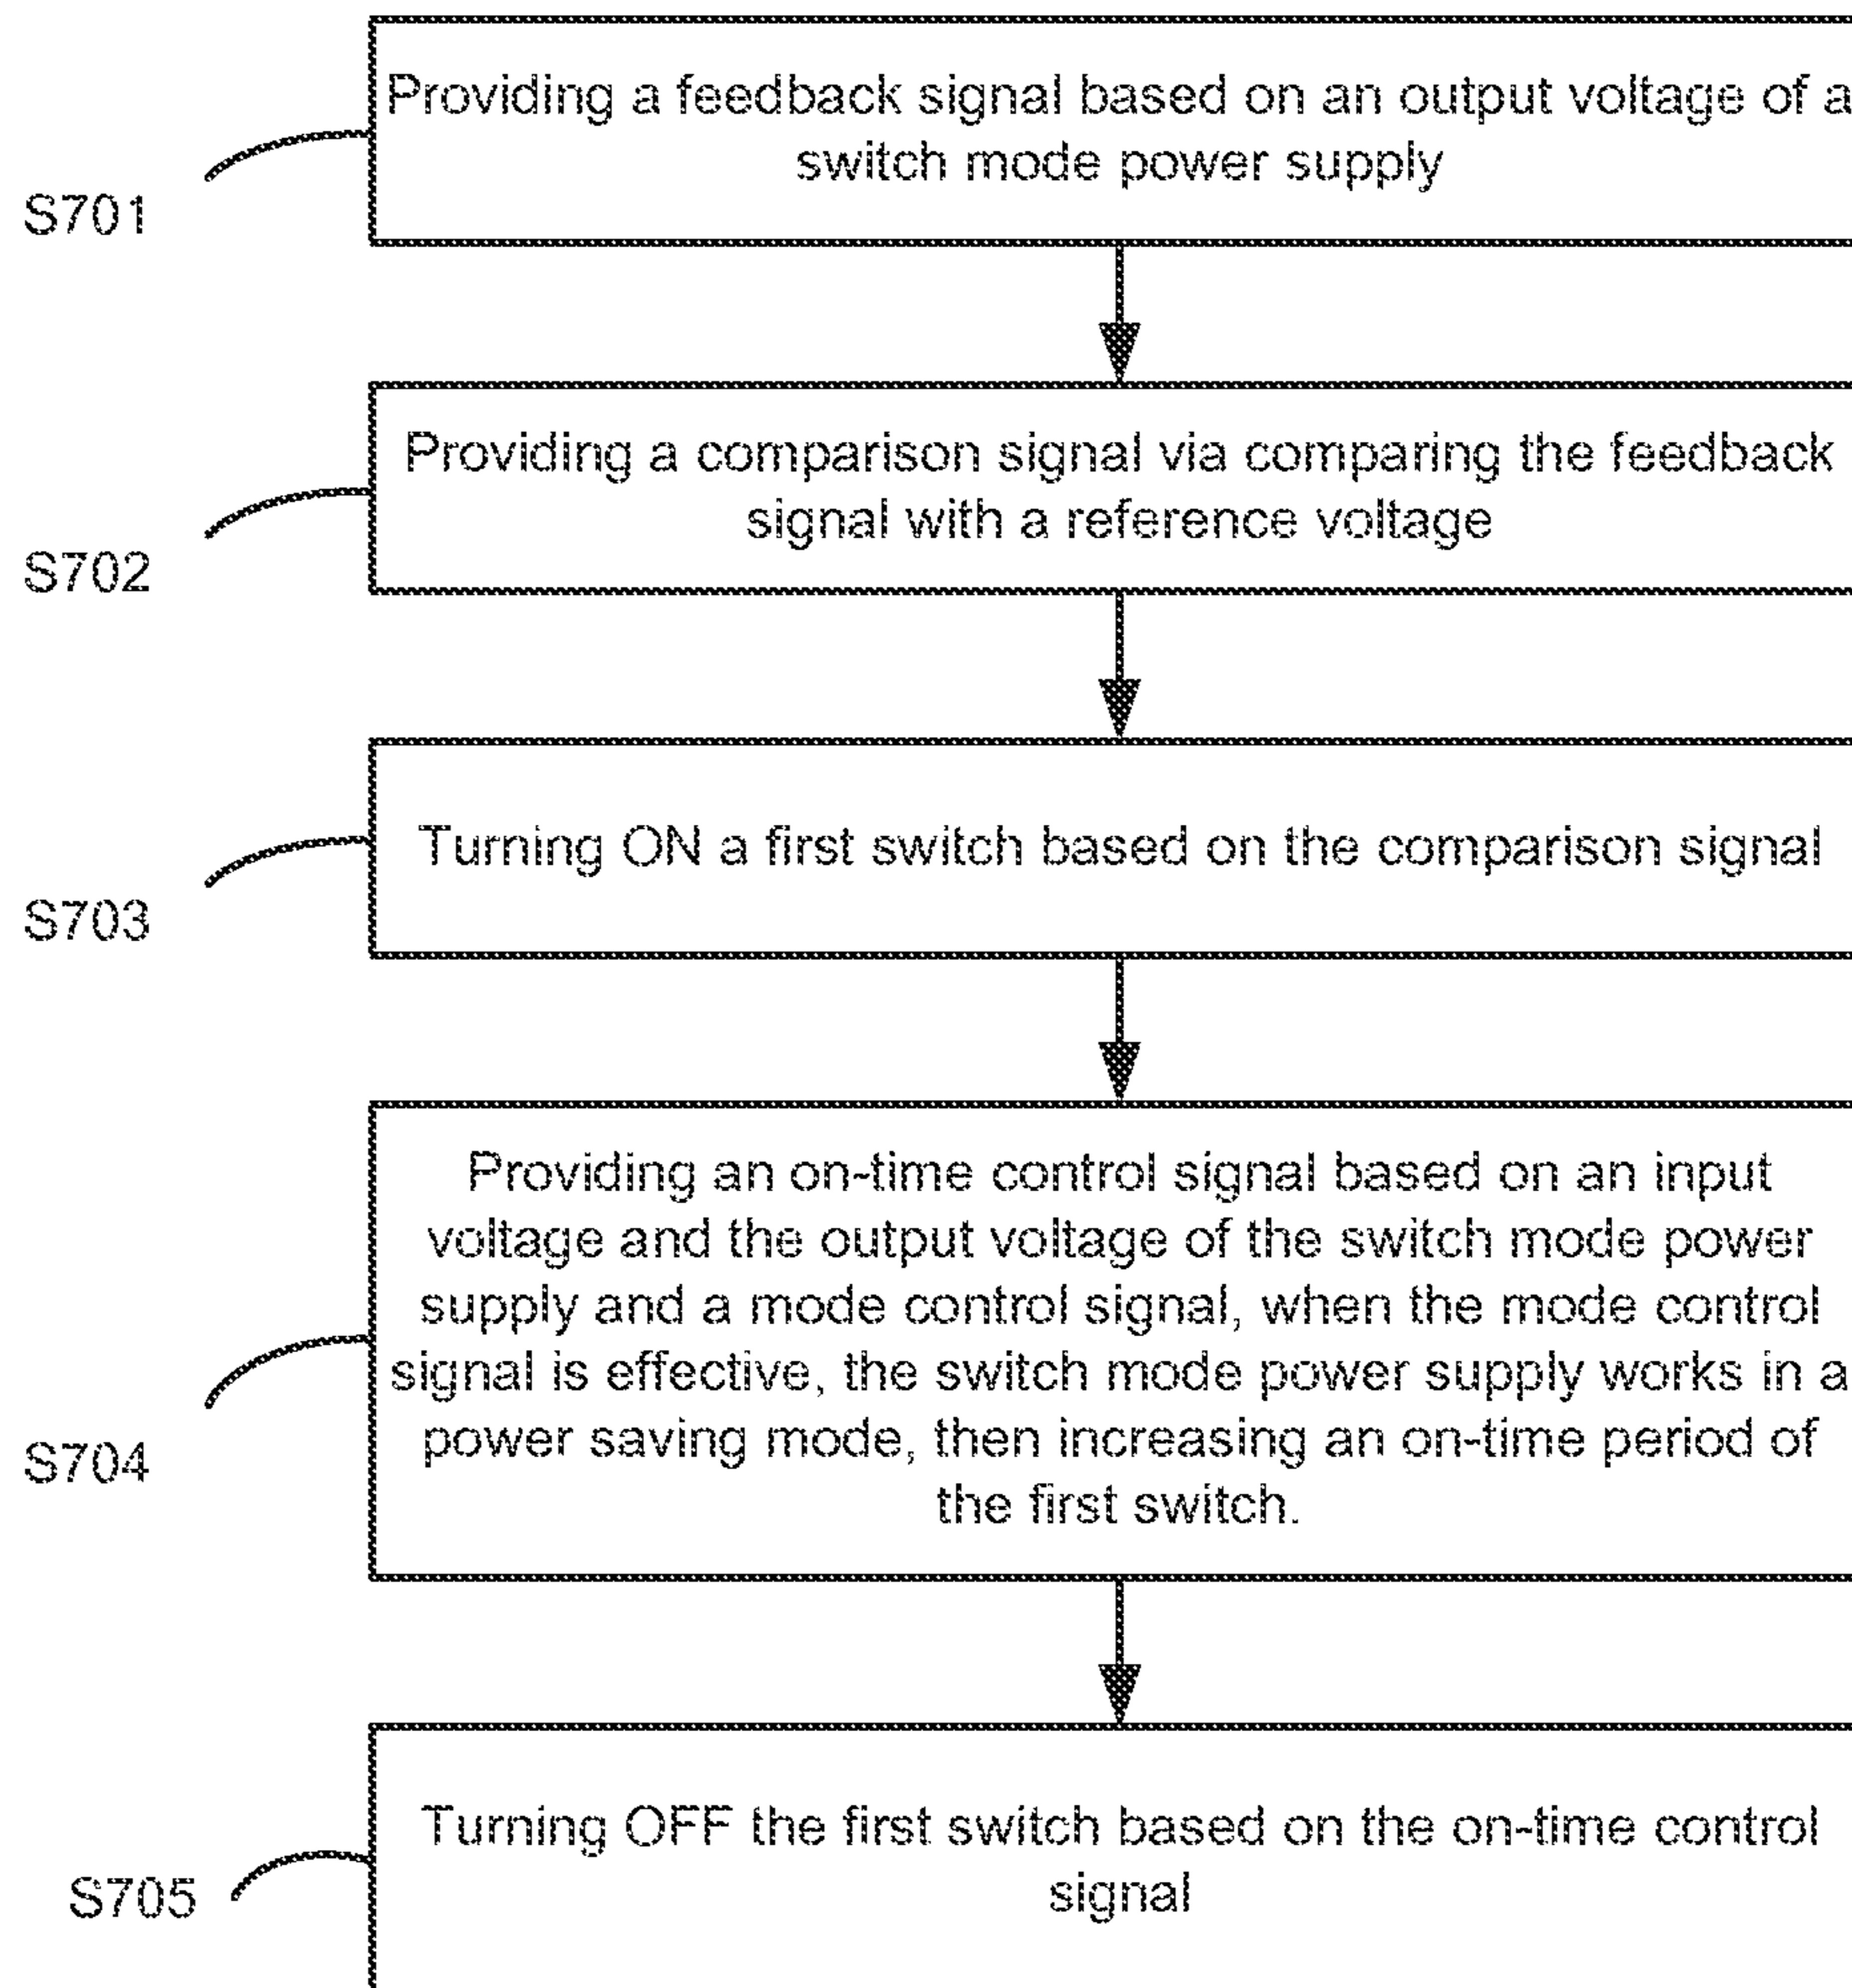 Providing a feedback signal based on an output voltage of a
switch mode power supply
S701
Providing a comparison signal via comparing the feedback
signal with a reference voltage
S702
Turning ON a first switch based on the comparison signal
S703
Providing an on-time control signal based on an input
voltage and the output voltage of the switch mode power
supply and a mode control signal, when the mode control
signal is effective, the switch mode power supply works in a
power saving mode, then increasing an on-time period of
the first switch.
S704
Turning OFF the first switch based on the on-time control
signal
S705